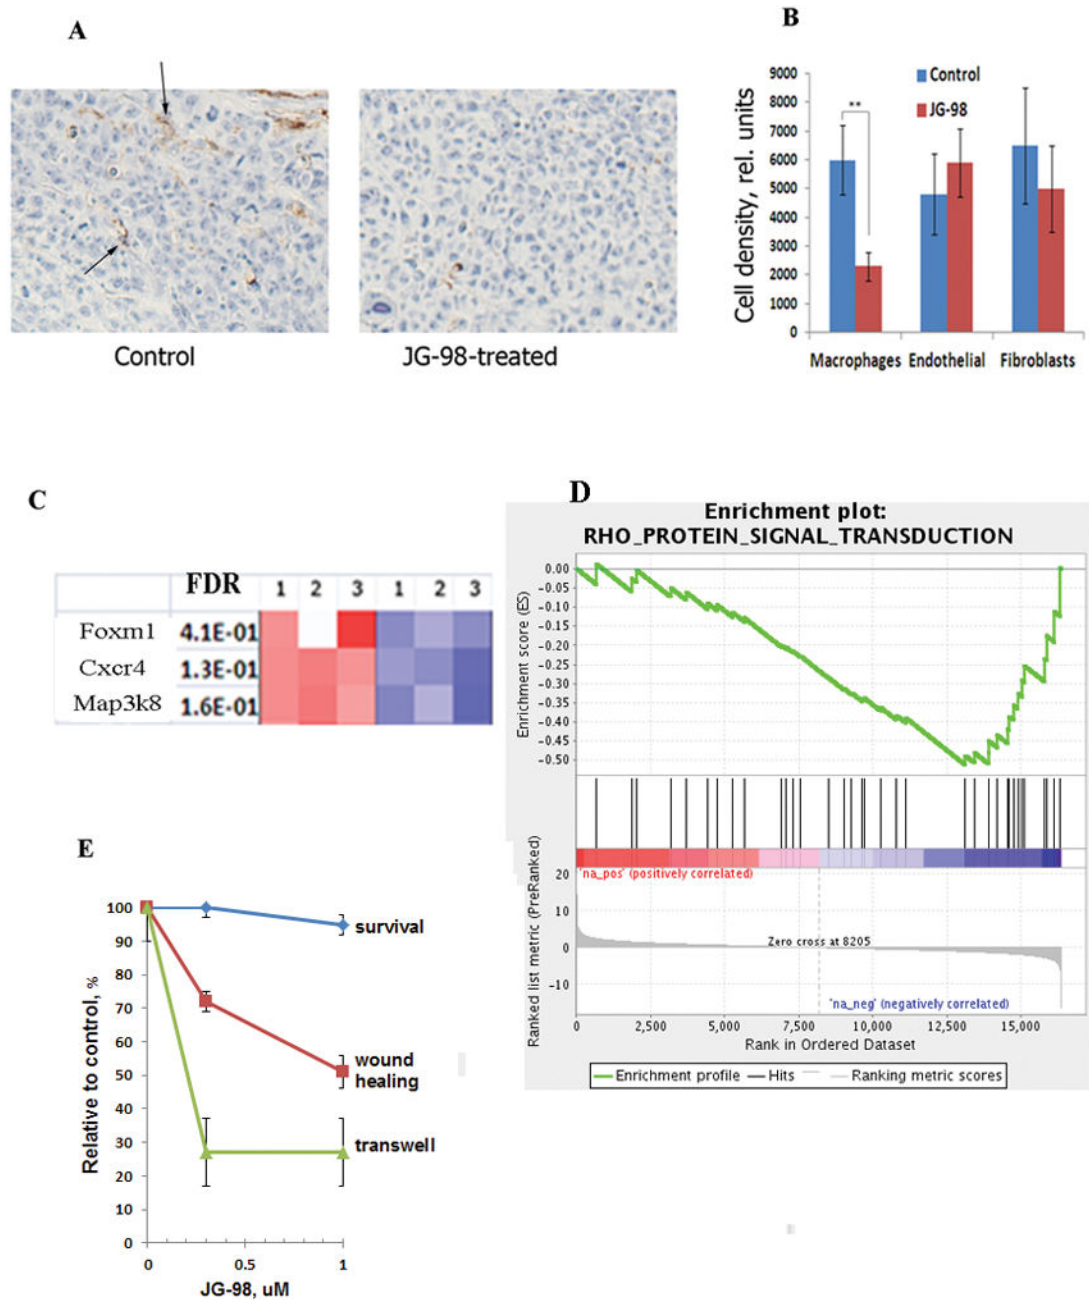 A
Control
JG-98-treated
B
Cell density, rel. units
9000
8000
7000
6000
5000
4000
3000
2000
1000
0
Control
JG-98
**
Macrophages Endothelial Fibroblasts
C
FDR 1 2 3 1 2 3
Foxm1 4.1E-01
Cxcr4 1.3E-01
Map3k8 1.6E-01
D
Enrichment plot:
RHO_PROTEIN_SIGNAL_TRANSDUCTION
Enrichment score (ES)
0.00
-0.05
-0.10
-0.15
-0.20
-0.25
-0.30
-0.35
-0.40
-0.45
-0.50
Ranked list metric (PreRanked)
20
10
0
-10
'na_pos' (positively correlated)
Zero cross at 8205
'na_neg' (negatively correlated)
0 2,500 5,000 7,500 10,000 12,500 15,000
Rank in Ordered Dataset
Enrichment profile Hits Ranking metric scores
E
Relative to control, %
100
90
80
70
60
50
40
30
20
10
0
survival
wound
healing
transwell
0 0.5 1
JG-98, uM